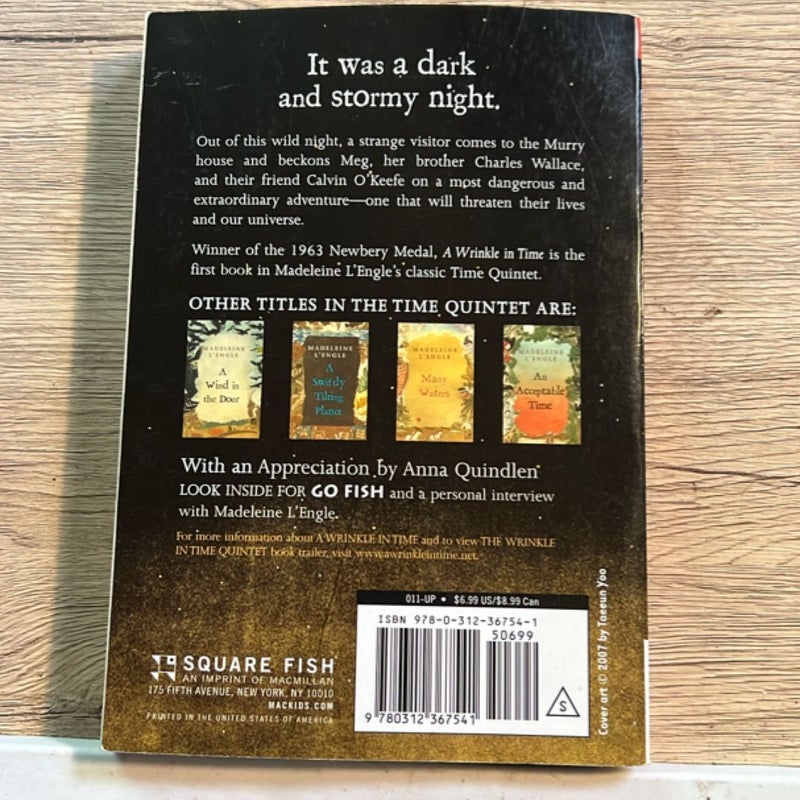 It was a dark
and stormy night.
Out of this wild night, a strange visitor comes to the Murry
house and beckons Meg, her brother Charles Wallace,
and their friend Calvin O'Keefe on a most dangerous and
extraordinary adventure—one that will threaten their lives
and our universe.
Winner of the 1963 Newbery Medal, A Wrinkle in Time is the
first book in Madeleine L'Engle's classic Time Quintet.
OTHER TITLES IN THE TIME QUINTET ARE:
MADELEINE
L'ENGLE
A
Wind in
the Door
MADELEINE
L'ENGLE
A
Swiftly
Tilting
Planet
MADELEINE
L'ENGLE
Many
Waters
MADELEINE
L'ENGLE
An
Acceptable
Time
With an Appreciation by Anna Quindlen
LOOK INSIDE FOR GO FISH and a personal interview
with Madeleine L'Engle.
For more information about A WRINKLE IN TIME and to view THE WRINKLE
IN TIME QUINTET book trailer, visit www.awrinkleintime.net.
011-UP • $6.99 US/$8.99 Can
ISBN 978-0-312-36754-1
50699
9 780312 367541
S
SQUARE FISH
AN IMPRINT OF MACMILLAN
175 FIFTH AVENUE, NEW YORK, NY 10010
MACKIDS.COM
PRINTED IN THE UNITED STATES OF AMERICA
Cover art © 2007 by Taeeun Yoo